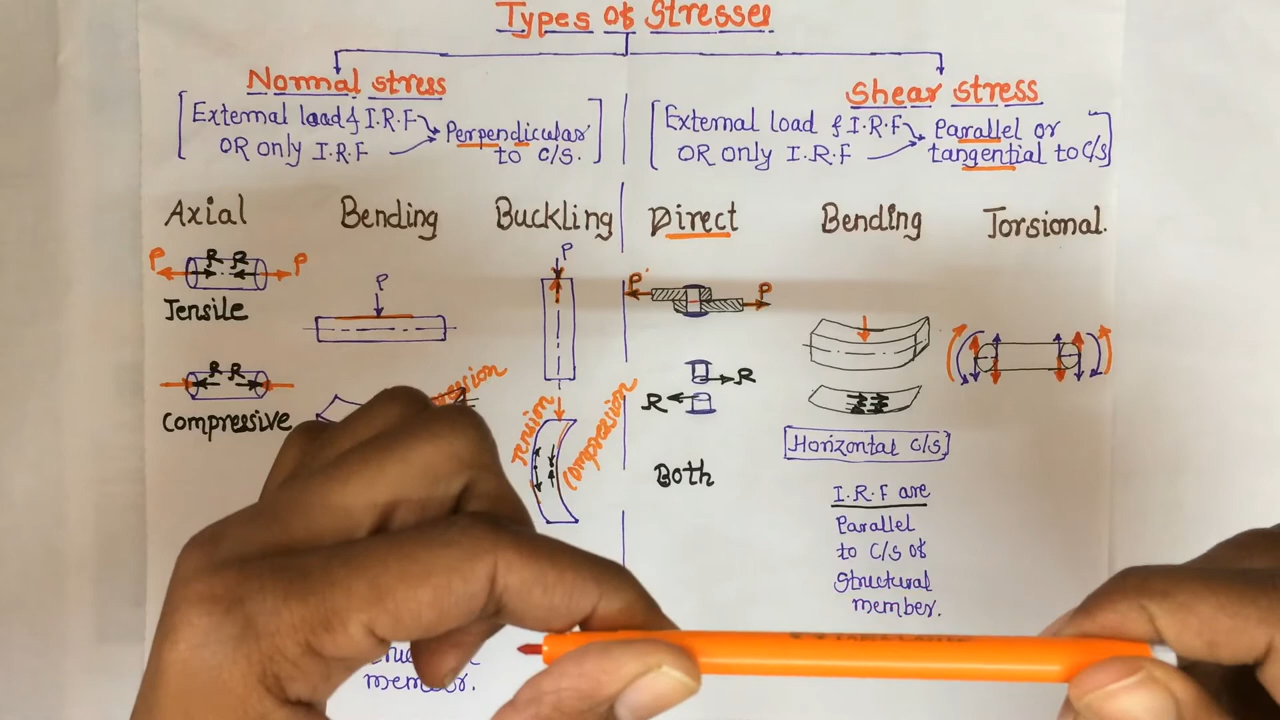 Types of Stresses
Normal stress
External load & I.R.F
OR only I.R.F
Perpendicular
to C/S.
Shear stress
External load & I.R.F
OR only I.R.F
Parallel or
tangential to C/S
Axial
Bending
Buckling
Direct
Bending
Torsional.
P R R P
Tensile
R R
Compressive
P
P
Tension
Compression
P P
R
R
Both
Horizontal C/S
I.R.F are
Parallel
to C/S of
Structural
member.
member.